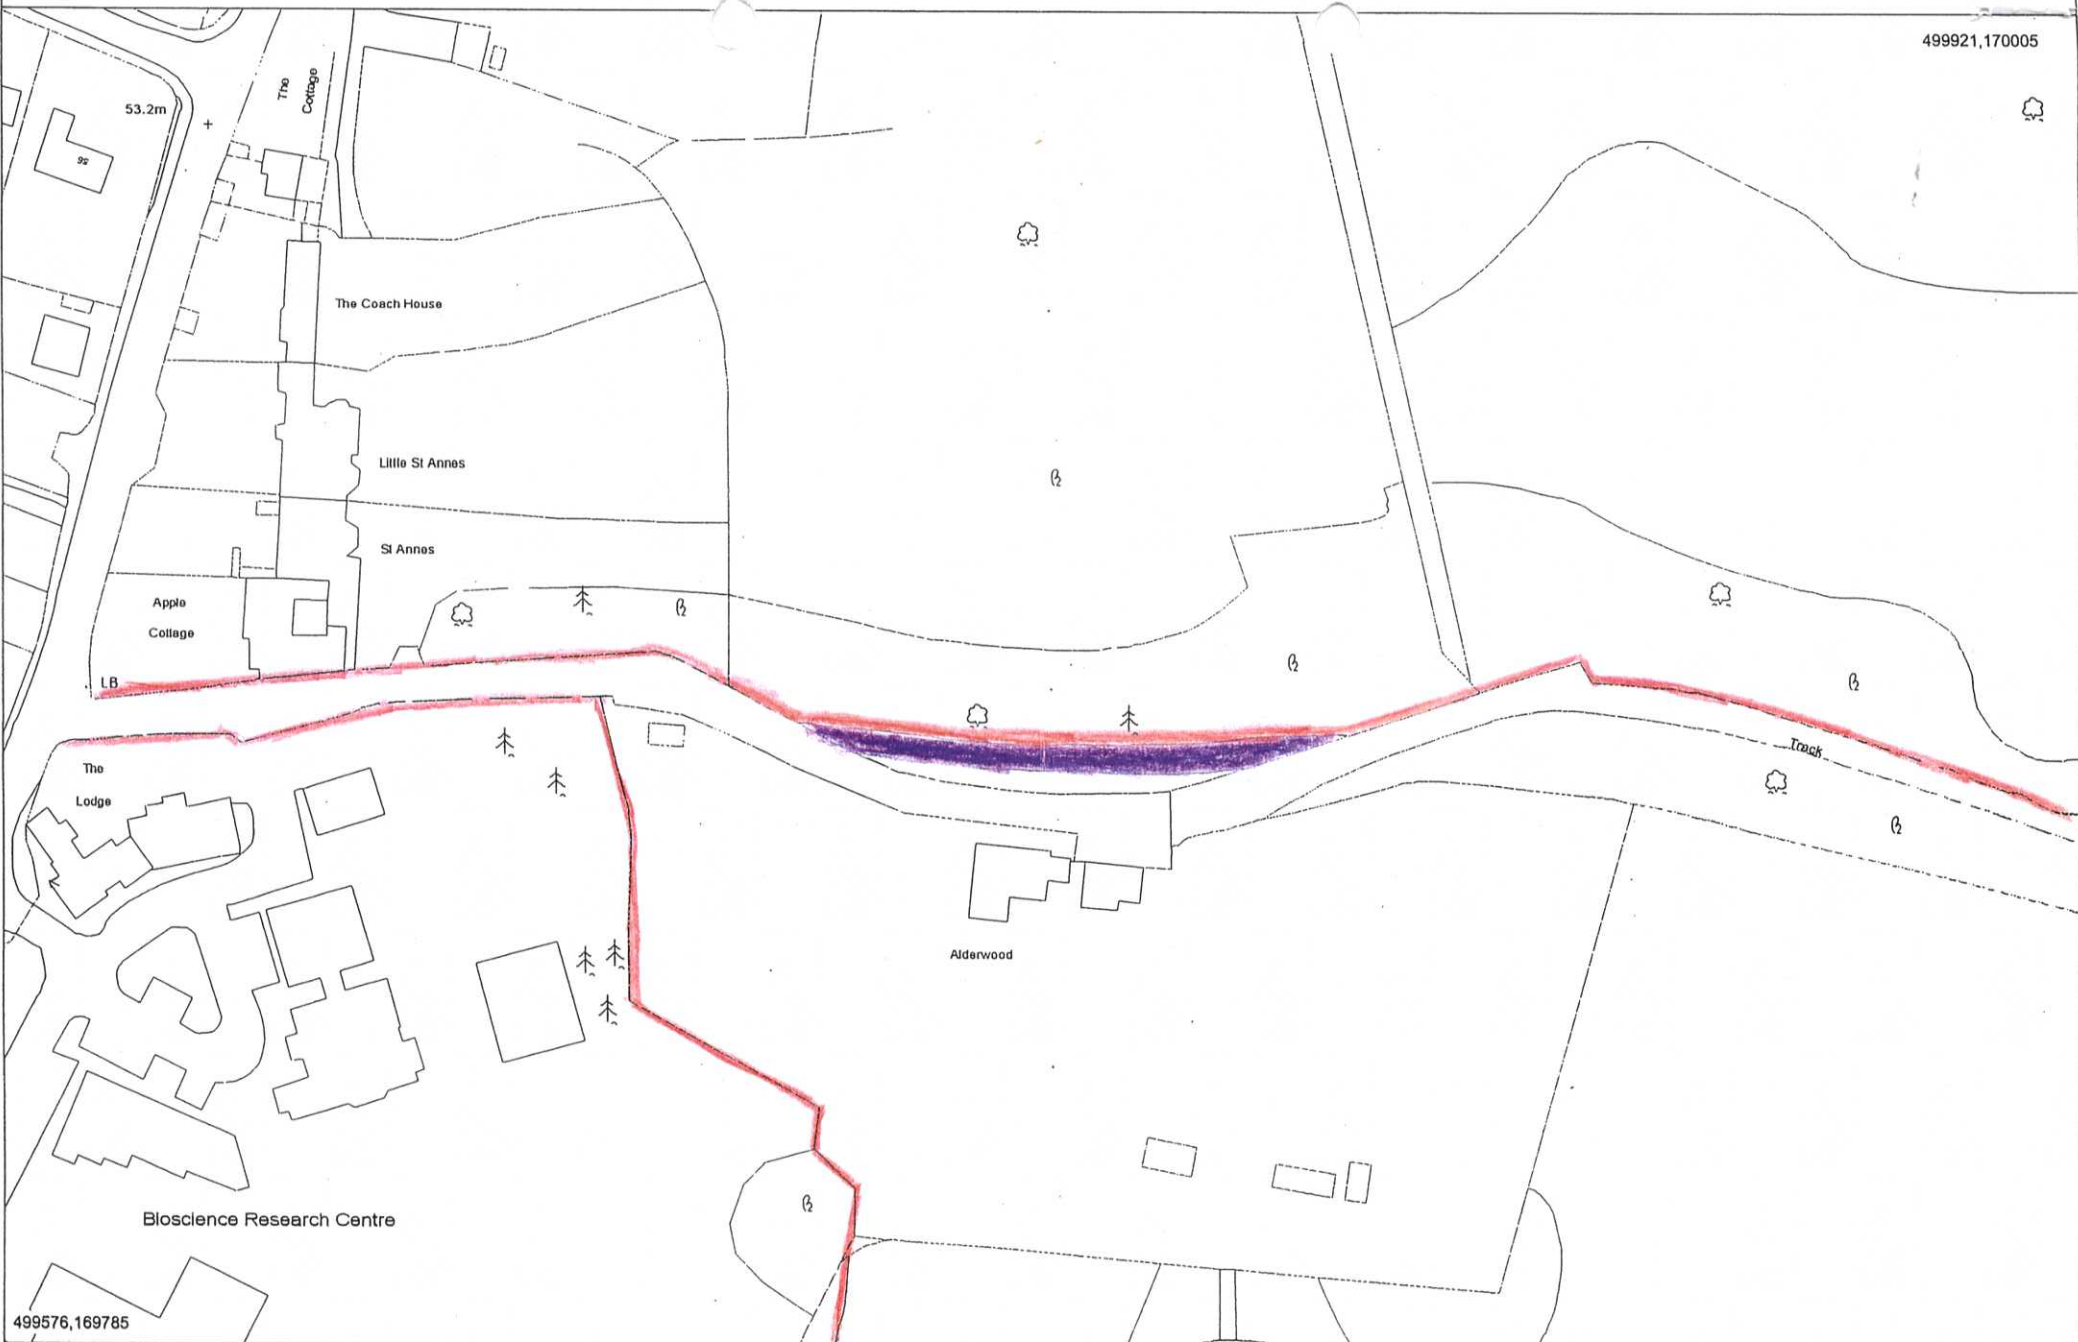 499921,170005
The
Cottage
53.2m
56
The Coach House
Little St Annes
St Annes
Apple
Cottage
LB
Track
The
Lodge
Alderwood
Bioscience Research Centre
499576,169785